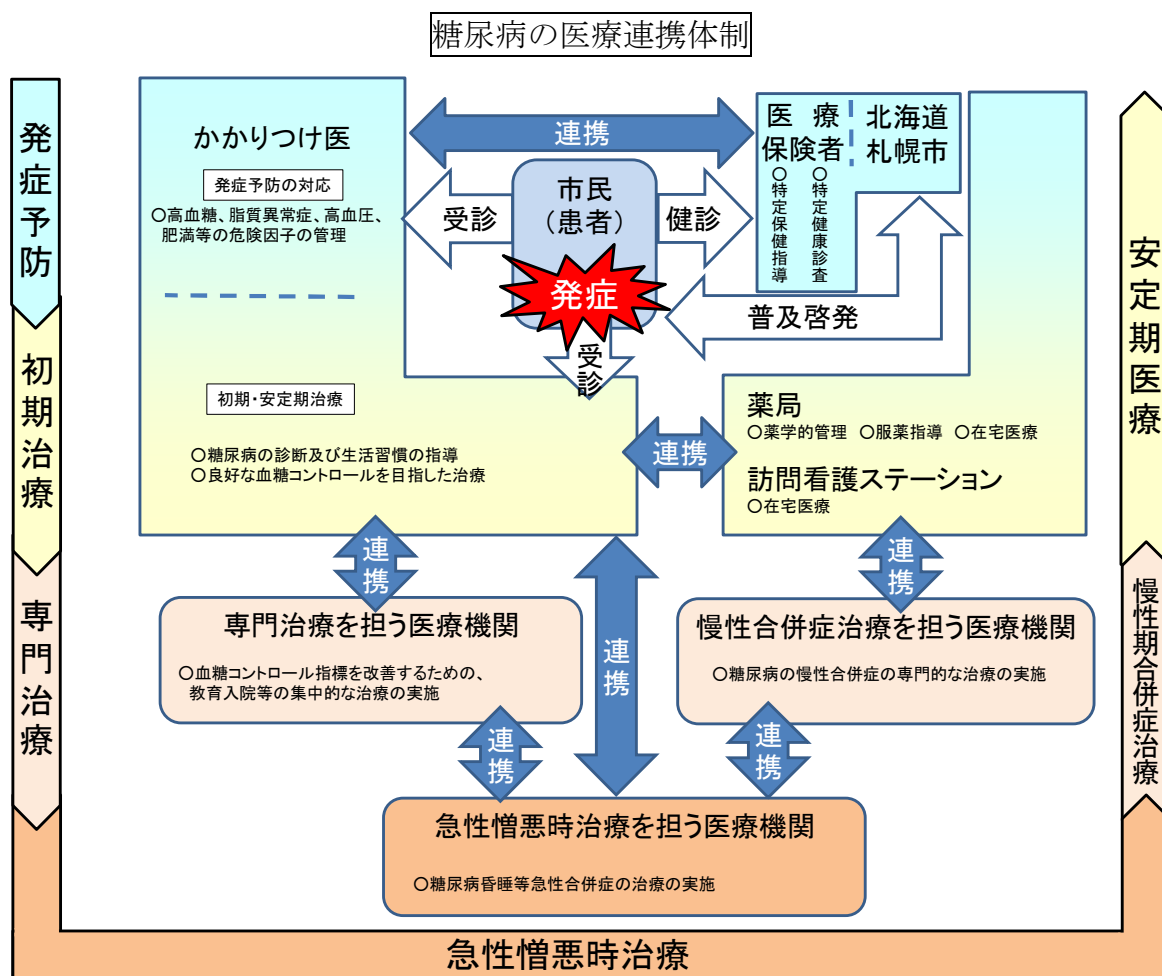 糖尿病の医療連携体制
発症予防
初期治療
専門治療
かかりつけ医
発症予防の対応
○高血糖、脂質異常症、高血圧、
肥満等の危険因子の管理
連携
市民
（患者）
受診
健診
発症
受診
医療
保険者
○特定健康診査
○特定保健指導
北海道
札幌市
普及啓発
初期・安定期治療
○糖尿病の診断及び生活習慣の指導
○良好な血糖コントロールを目指した治療
連携
薬局
○薬学的管理 ○服薬指導 ○在宅医療
訪問看護ステーション
○在宅医療
連携
連携
連携
専門治療を担う医療機関
○血糖コントロール指標を改善するための、
教育入院等の集中的な治療の実施
慢性合併症治療を担う医療機関
○糖尿病の慢性合併症の専門的な治療の実施
連携
連携
急性憎悪時治療を担う医療機関
○糖尿病昏睡等急性合併症の治療の実施
急性憎悪時治療
安定期医療
慢性期合併症治療